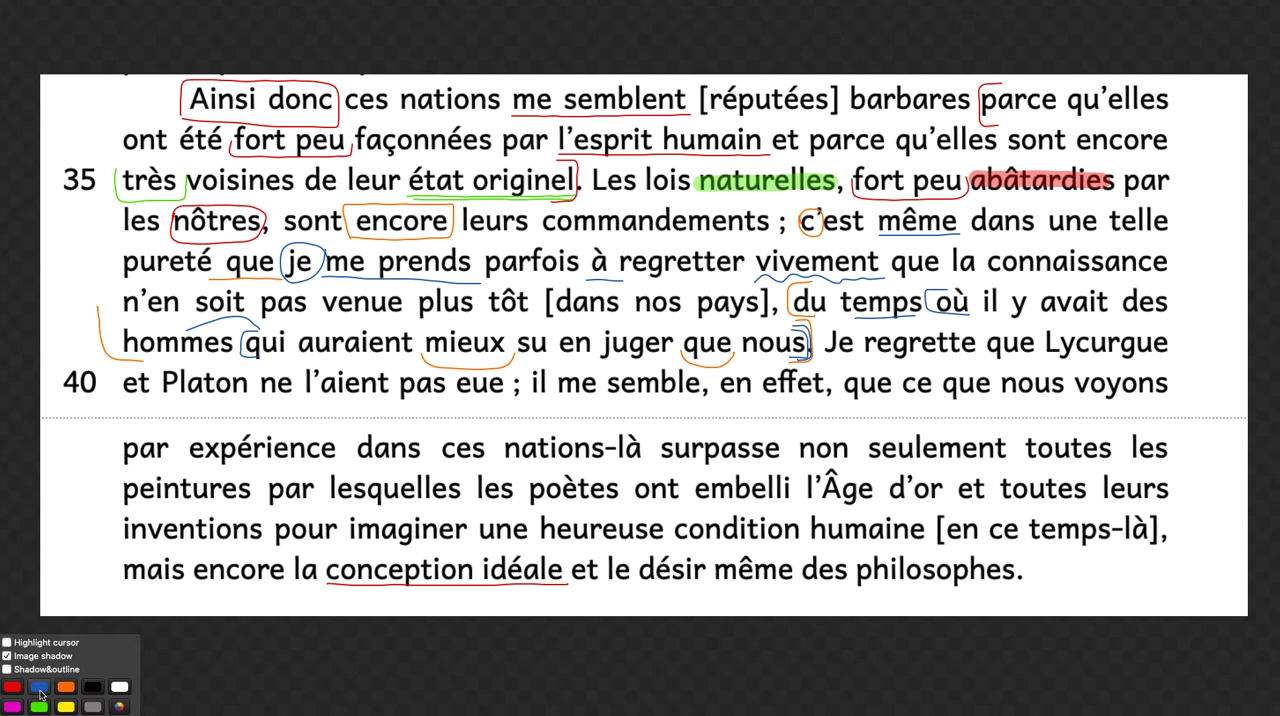 Ainsi donc ces nations me semblent [réputées] barbares parce qu'elles
ont été fort peu façonnées par l'esprit humain et parce qu'elles sont encore
35 très voisines de leur état originel. Les lois naturelles, fort peu abâtardies par
les nôtres, sont encore leurs commandements ; c'est même dans une telle
pureté que je me prends parfois à regretter vivement que la connaissance
n'en soit pas venue plus tôt [dans nos pays], du temps où il y avait des
hommes qui auraient mieux su en juger que nous. Je regrette que Lycurgue
40 et Platon ne l'aient pas eue ; il me semble, en effet, que ce que nous voyons
par expérience dans ces nations-là surpasse non seulement toutes les
peintures par lesquelles les poètes ont embelli l'Âge d'or et toutes leurs
inventions pour imaginer une heureuse condition humaine [en ce temps-là],
mais encore la conception idéale et le désir même des philosophes.
Highlight cursor
Image shadow
Shadow&outline